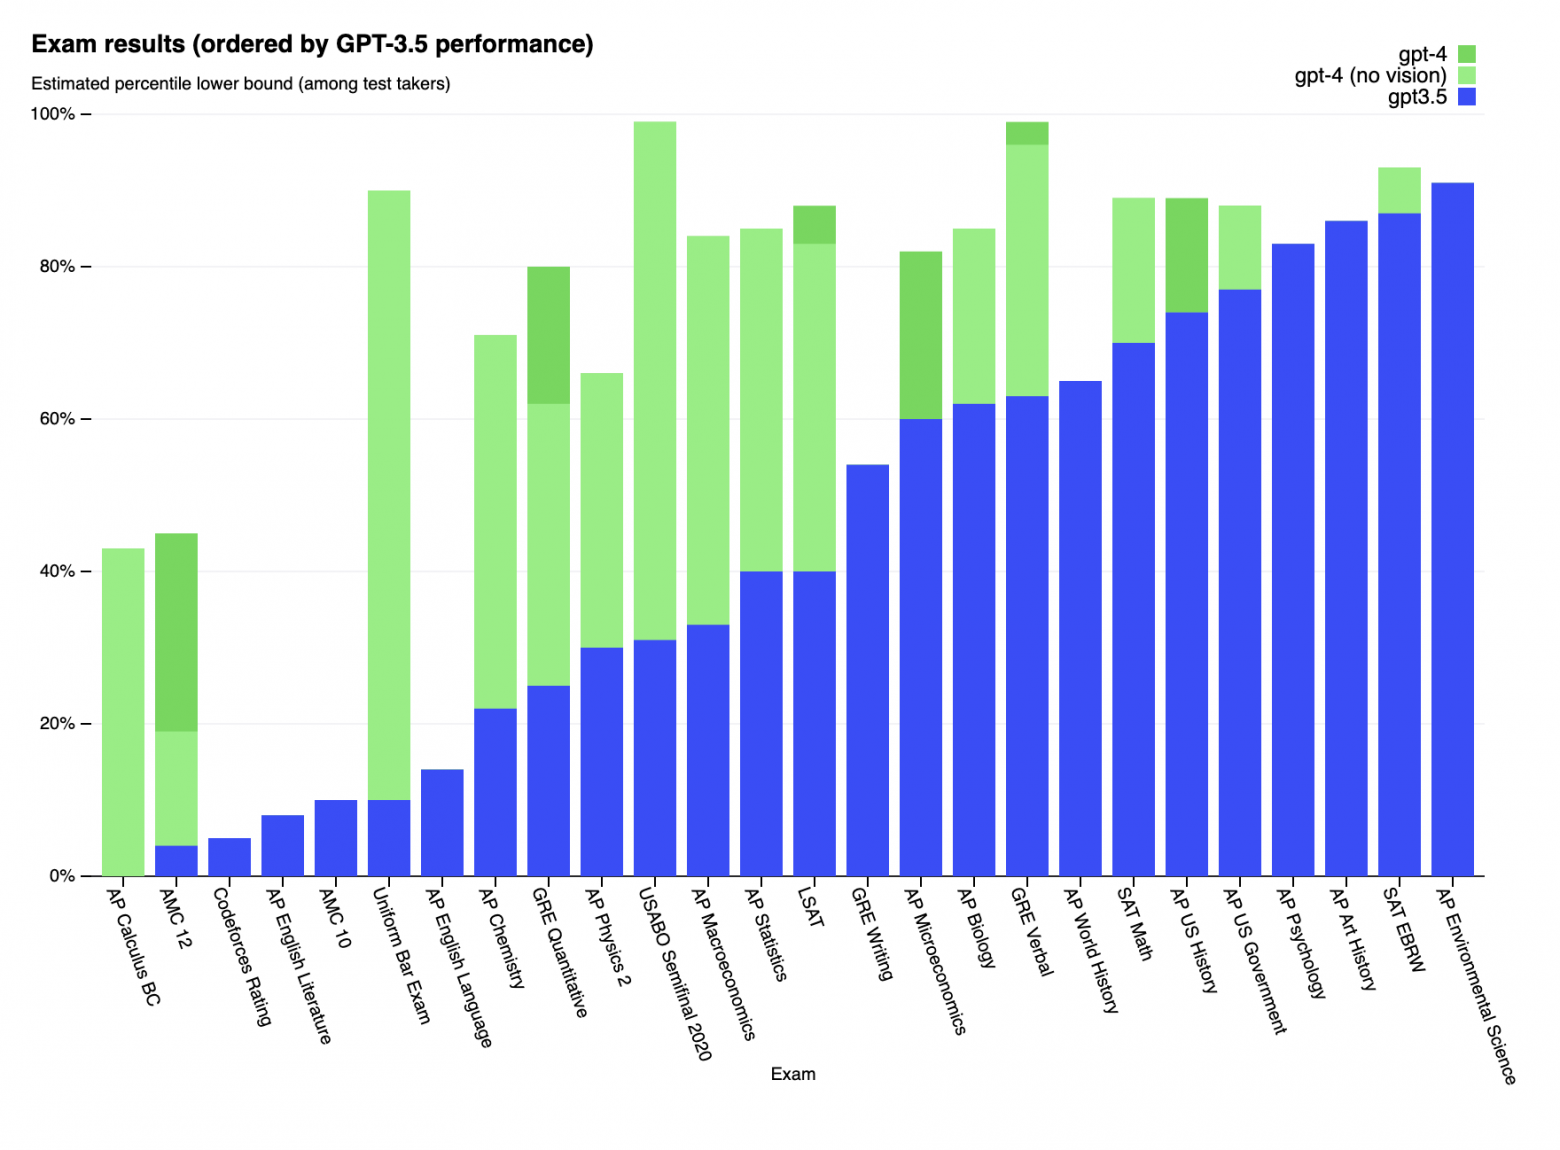 Exam results (ordered by GPT-3.5 performance)
Estimated percentile lower bound (among test takers)
gpt-4
gpt-4 (no vision)
gpt3.5
100%
80%
60%
40%
20%
0%
AP Calculus BC
AMC 12
Codeforces Rating
AP English Literature
AMC 10
Uniform Bar Exam
AP English Language
AP Chemistry
GRE Quantitative
AP Physics 2
USABO Semifinal 2020
AP Macroeconomics
AP Statistics
LSAT
GRE Writing
AP Microeconomics
AP Biology
GRE Verbal
AP World History
SAT Math
AP US History
AP US Government
AP Psychology
AP Art History
SAT EBRW
AP Environmental Science
Exam